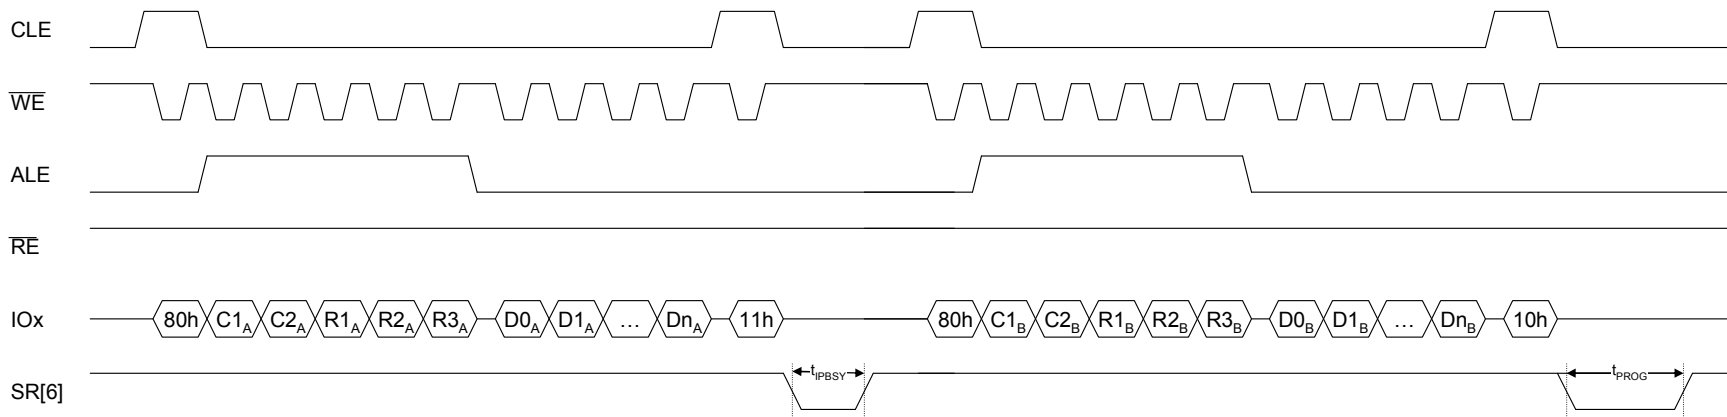 CLE
WE
ALE
RE
IOx 80h C1A C2A R1A R2A R3A D0A D1A … DnA 11h 80h C1B C2B R1B R2B R3B D0B D1B … DnB 10h
SR[6] tIPBSY tPROG